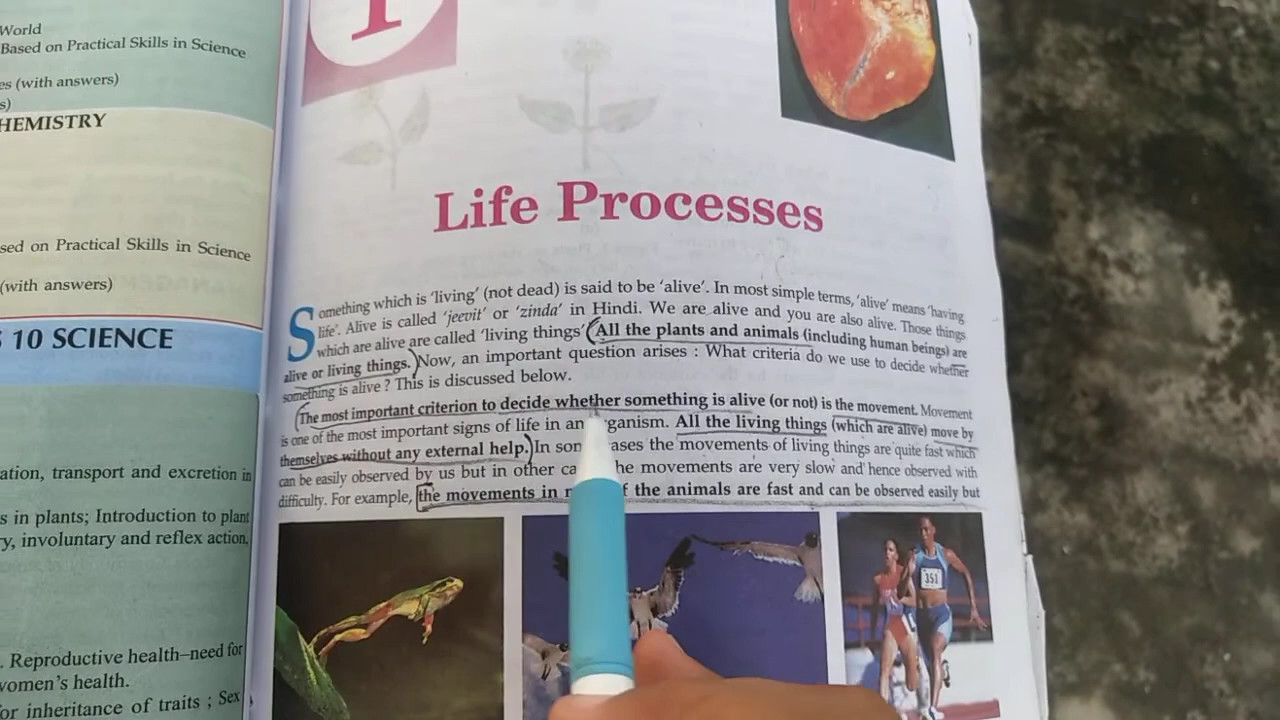 World
Based on Practical Skills in Science
es (with answers)
s)
HEMISTRY
sed on Practical Skills in Science
(with answers)
10 SCIENCE
ation, transport and excretion in
s in plants; Introduction to plant
ry, involuntary and reflex action,
. Reproductive health–need for
women's health.
or inheritance of traits ; Sex
1
Life Processes
Something which is 'living' (not dead) is said to be 'alive'. In most simple terms, 'alive' means 'having
life'. Alive is called 'jeevit' or 'zinda' in Hindi. We are alive and you are also alive. Those things
which are alive are called 'living things'. All the plants and animals (including human beings) are
alive or living things. Now, an important question arises : What criteria do we use to decide whether
something is alive ? This is discussed below.
The most important criterion to decide whether something is alive (or not) is the movement. Movement
is one of the most important signs of life in an organism. All the living things (which are alive) move by
themselves without any external help. In some cases the movements of living things are quite fast which
can be easily observed by us but in other ca he movements are very slow and hence observed with
difficulty. For example, the movements in f the animals are fast and can be observed easily but
351